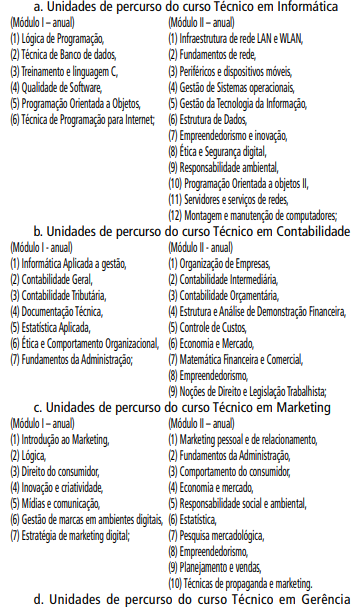 a. Unidades de percurso do curso Técnico em Informática
(Módulo I – anual)
(1) Lógica de Programação,
(2) Técnica de Banco de dados,
(3) Treinamento e linguagem C,
(4) Qualidade de Software,
(5) Programação Orientada a Objetos,
(6) Técnica de Programação para Internet;
(Módulo II – anual)
(1) Infraestrutura de rede LAN e WLAN,
(2) Fundamentos de rede,
(3) Periféricos e dispositivos móveis,
(4) Gestão de Sistemas operacionais,
(5) Gestão da Tecnologia da Informação,
(6) Estrutura de Dados,
(7) Empreendedorismo e inovação,
(8) Ética e Segurança digital,
(9) Responsabilidade ambiental,
(10) Programação Orientada a objetos II,
(11) Servidores e serviços de redes,
(12) Montagem e manutenção de computadores;
b. Unidades de percurso do curso Técnico em Contabilidade
(Módulo I - anual)
(1) Informática Aplicada a gestão,
(2) Contabilidade Geral,
(3) Contabilidade Tributária,
(4) Documentação Técnica,
(5) Estatística Aplicada,
(6) Ética e Comportamento Organizacional,
(7) Fundamentos da Administração;
(Módulo II - anual)
(1) Organização de Empresas,
(2) Contabilidade Intermediária,
(3) Contabilidade Orçamentária,
(4) Estrutura e Análise de Demonstração Financeira,
(5) Controle de Custos,
(6) Economia e Mercado,
(7) Matemática Financeira e Comercial,
(8) Empreendedorismo,
(9) Noções de Direito e Legislação Trabalhista;
c. Unidades de percurso do curso Técnico em Marketing
(Módulo I – anual)
(1) Introdução ao Marketing,
(2) Lógica,
(3) Direito do consumidor,
(4) Inovação e criatividade,
(5) Mídias e comunicação,
(6) Gestão de marcas em ambientes digitais,
(7) Estratégia de marketing digital;
(Módulo II – anual)
(1) Marketing pessoal e de relacionamento,
(2) Fundamentos da Administração,
(3) Comportamento do consumidor,
(4) Economia e mercado,
(5) Responsabilidade social e ambiental,
(6) Estatística,
(7) Pesquisa mercadológica,
(8) Empreendedorismo,
(9) Planejamento e vendas,
(10) Técnicas de propaganda e marketing.
d. Unidades de percurso do curso Técnico em Gerência